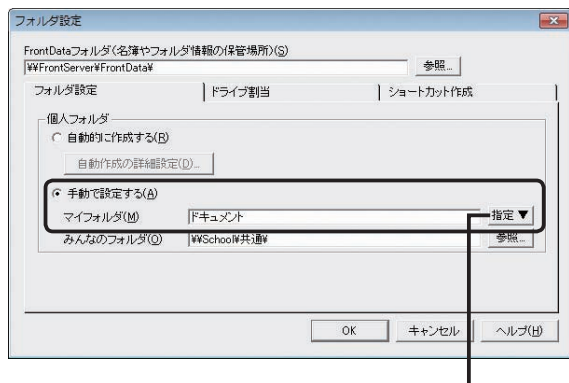 フォルダ設定
FrontDataフォルダ(名簿やフォルダ情報の保管場所)(S)
¥¥FrontServer¥FrontData¥ 参照...
フォルダ設定 ドライブ割当 ショートカット作成
個人フォルダ
自動的に作成する(R)
自動作成の詳細設定(D)...
手動で設定する(A)
マイフォルダ(M) ドキュメント 指定▼
みんなのフォルダ(O) ¥¥School¥共通¥ 参照...
OK キャンセル ヘルプ(H)